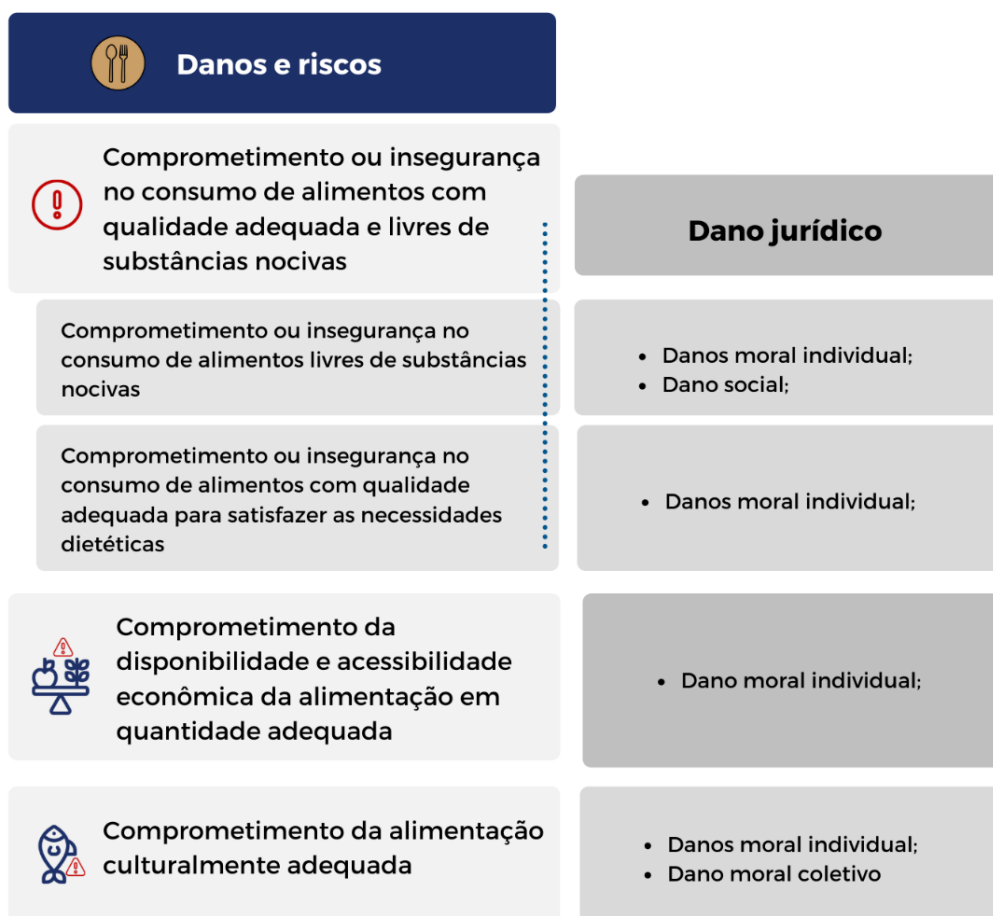 Danos e riscos
Comprometimento ou insegurança
no consumo de alimentos com
qualidade adequada e livres de
substâncias nocivas
Dano jurídico
Comprometimento ou insegurança no
consumo de alimentos livres de substâncias
nocivas
• Danos moral individual;
• Dano social;
Comprometimento ou insegurança no
consumo de alimentos com qualidade
adequada para satisfazer as necessidades
dietéticas
• Danos moral individual;
Comprometimento da
disponibilidade e acessibilidade
econômica da alimentação em
quantidade adequada
• Dano moral individual;
Comprometimento da alimentação
culturalmente adequada
• Danos moral individual;
• Dano moral coletivo